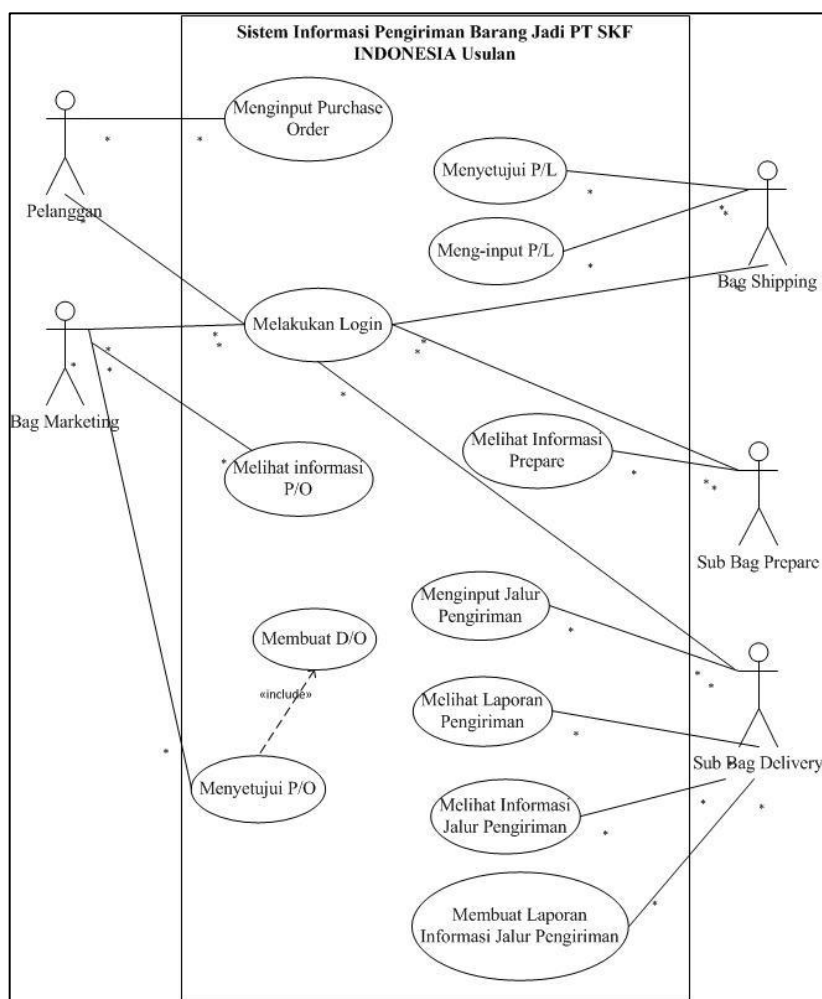 Sistem Informasi Pengiriman Barang Jadi PT SKF
INDONESIA Usulan
Menginput Purchase
Order
Pelanggan
Menyetujui P/L
Meng-input P/L
Bag Shipping
Melakukan Login
Bag Marketing
Melihat informasi
P/O
Melihat Informasi
Prepare
Sub Bag Prepare
Menginput Jalur
Pengiriman
Membuat D/O
«include»
Melihat Laporan
Pengiriman
Sub Bag Delivery
Menyetujui P/O
Melihat Informasi
Jalur Pengiriman
Membuat Laporan
Informasi Jalur Pengiriman